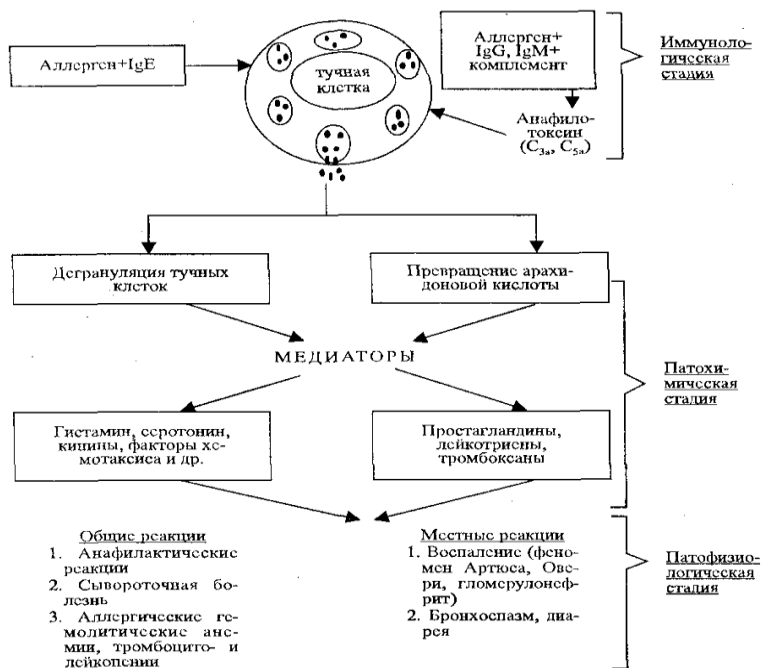 Аллерген+IgE
тучная
клетка
Аллерген+
IgG, IgM+
комплемент
Анафило-
токсин
(C3a, C5a)
Иммуноло-
гическая
стадия
Дегрануляция тучных
клеток
Превращение арахи-
доновой кислоты
МЕДИАТОРЫ
Патохи-
мическая
стадия
Гистамин, серотонин,
кинины, факторы хе-
мотаксиса и др.
Простагландины,
лейкотриены,
тромбоксаны
Общие реакции
1. Анафилактические
реакции
2. Сывороточная бо-
лезнь
3. Аллергические ге-
молитические ане-
мии, тромбоцито- и
лейкопении
Местные реакции
1. Воспаление (фено-
мен Артюса, Ове-
ри, гломерулонеф-
рит)
2. Бронхоспазм, диа-
рея
Патофизио-
логическая
стадия